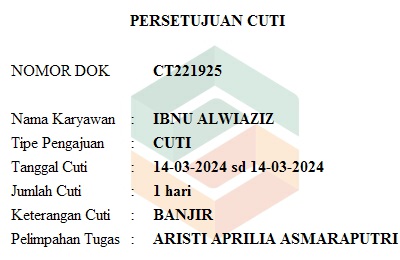 PERSETUJUAN CUTI
NOMOR DOK CT221925
Nama Karyawan : IBNU ALWIAZIZ
Tipe Pengajuan : CUTI
Tanggal Cuti : 14-03-2024 sd 14-03-2024
Jumlah Cuti : 1 hari
Keterangan Cuti : BANJIR
Pelimpahan Tugas : ARISTI APRILIA ASMARAPUTRI